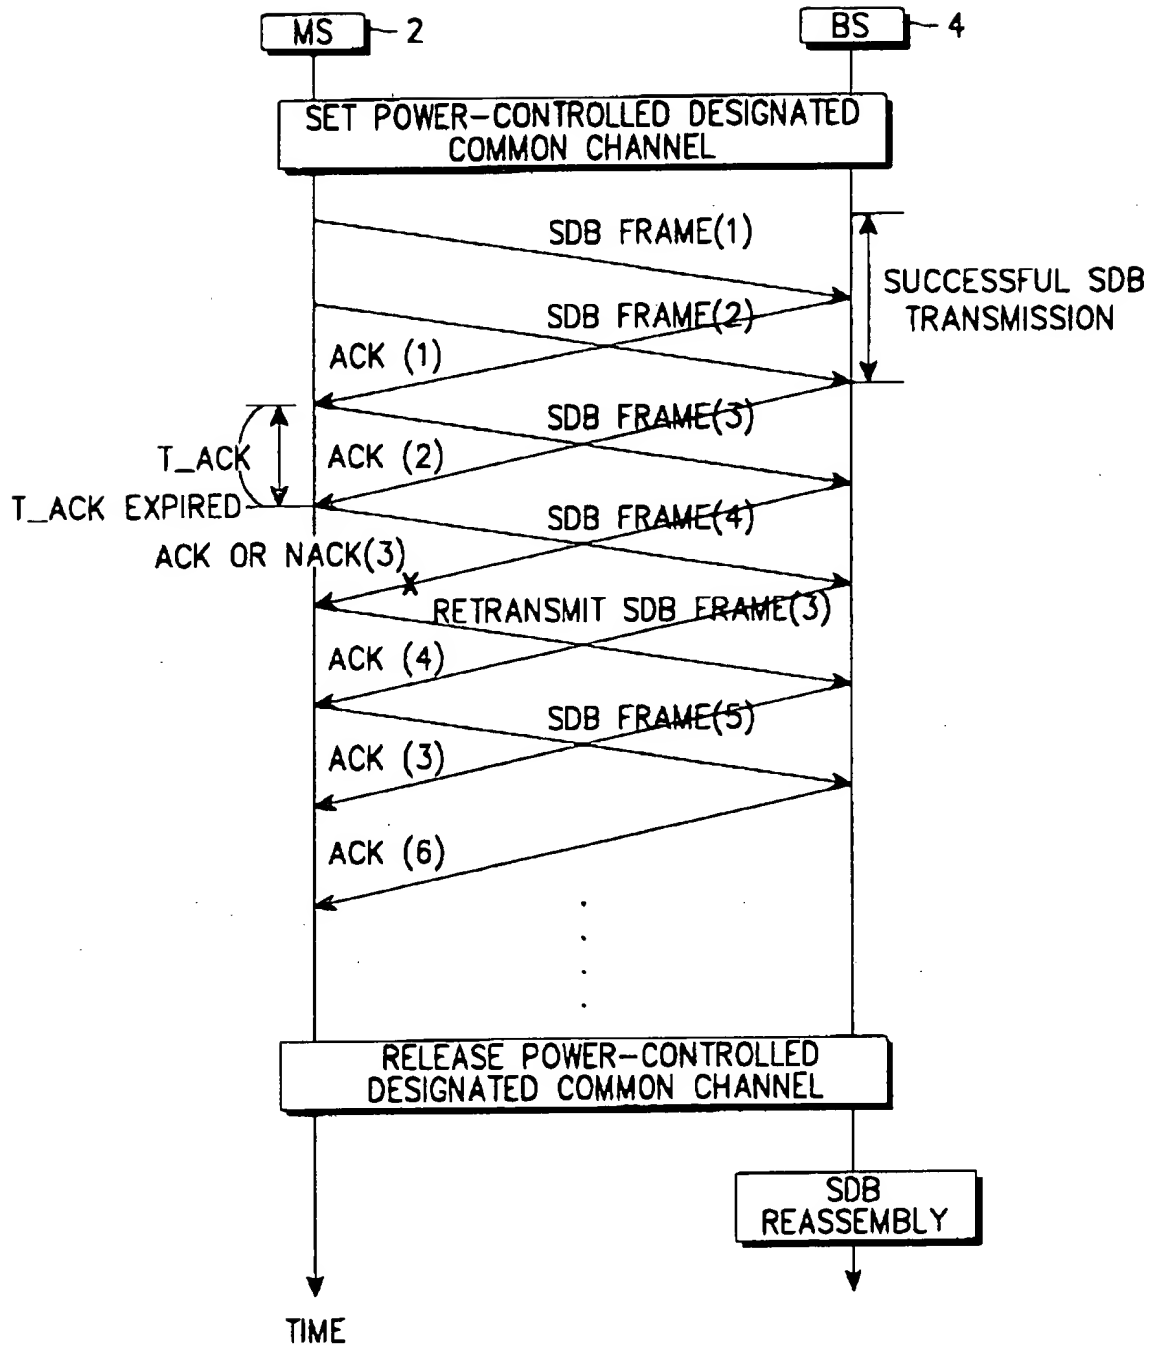 MS 2
BS 4
SET POWER-CONTROLLED DESIGNATED
COMMON CHANNEL
SDB FRAME(1)
SUCCESSFUL SDB
TRANSMISSION
SDB FRAME(2)
ACK (1)
SDB FRAME(3)
T_ACK
ACK (2)
T_ACK EXPIRED
SDB FRAME(4)
ACK OR NACK(3)
X
RETRANSMIT SDB FRAME(3)
ACK (4)
SDB FRAME(5)
ACK (3)
ACK (6)
RELEASE POWER-CONTROLLED
DESIGNATED COMMON CHANNEL
SDB
REASSEMBLY
TIME